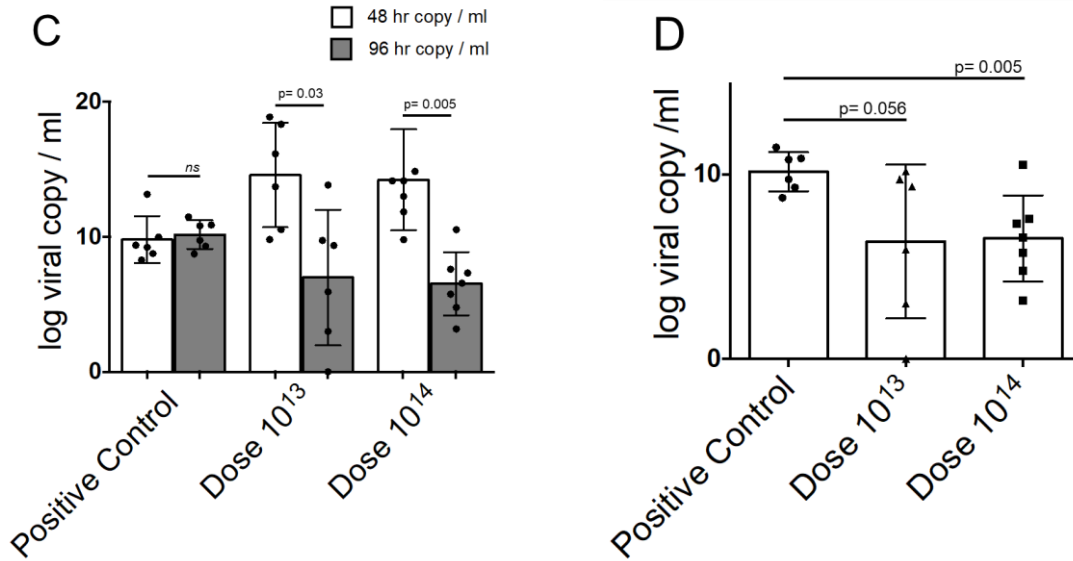 C
48 hr copy / ml
96 hr copy / ml
log viral copy / ml
20
10
0
ns
p= 0.03
p= 0.005
Positive Control
Dose 10¹³
Dose 10¹⁴
D
log viral copy /ml
10
0
p= 0.005
p= 0.056
Positive Control
Dose 10¹³
Dose 10¹⁴